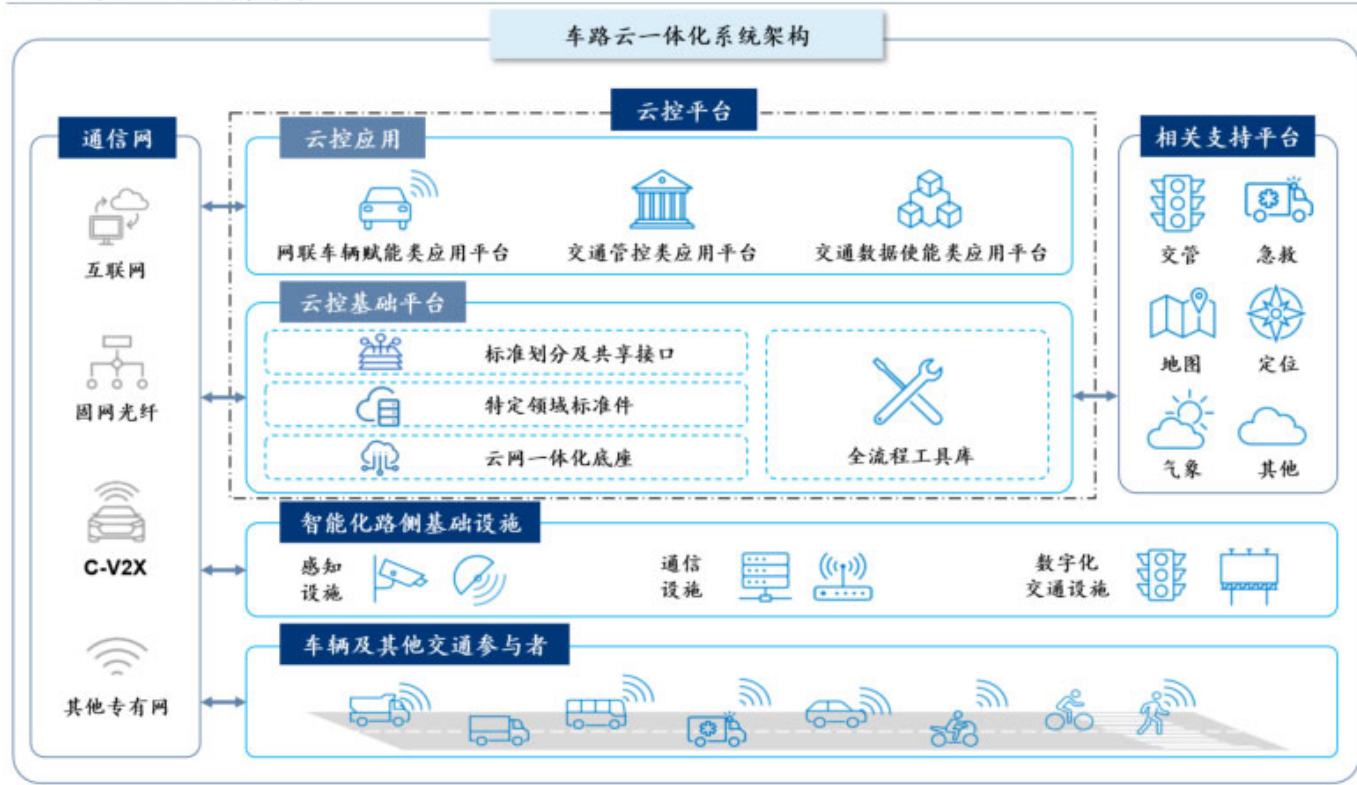 车路云一体化系统架构
云控平台
通信网
互联网
固网光纤
C-V2X
其他专有网
云控应用
网联车辆赋能类应用平台
交通管控类应用平台
交通数据使能类应用平台
云控基础平台
标准划分及共享接口
特定领域标准件
云网一体化底座
全流程工具库
相关支持平台
交管
急救
地图
定位
气象
其他
智能化路侧基础设施
感知
设施
通信
设施
数字化
交通设施
车辆及其他交通参与者